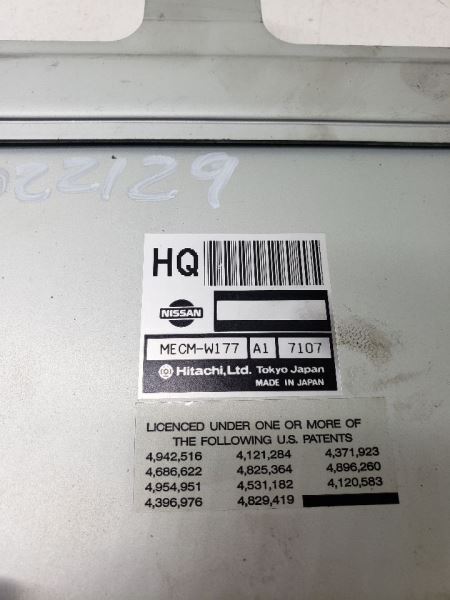 022129
HQ
NISSAN
MECM-W177 A1 7107
Hitachi, Ltd. Tokyo Japan
MADE IN JAPAN
LICENCED UNDER ONE OR MORE OF
THE FOLLOWING U.S. PATENTS
4,942,516 4,121,284 4,371,923
4,686,622 4,825,364 4,896,260
4,954,951 4,531,182 4,120,583
4,396,976 4,829,419